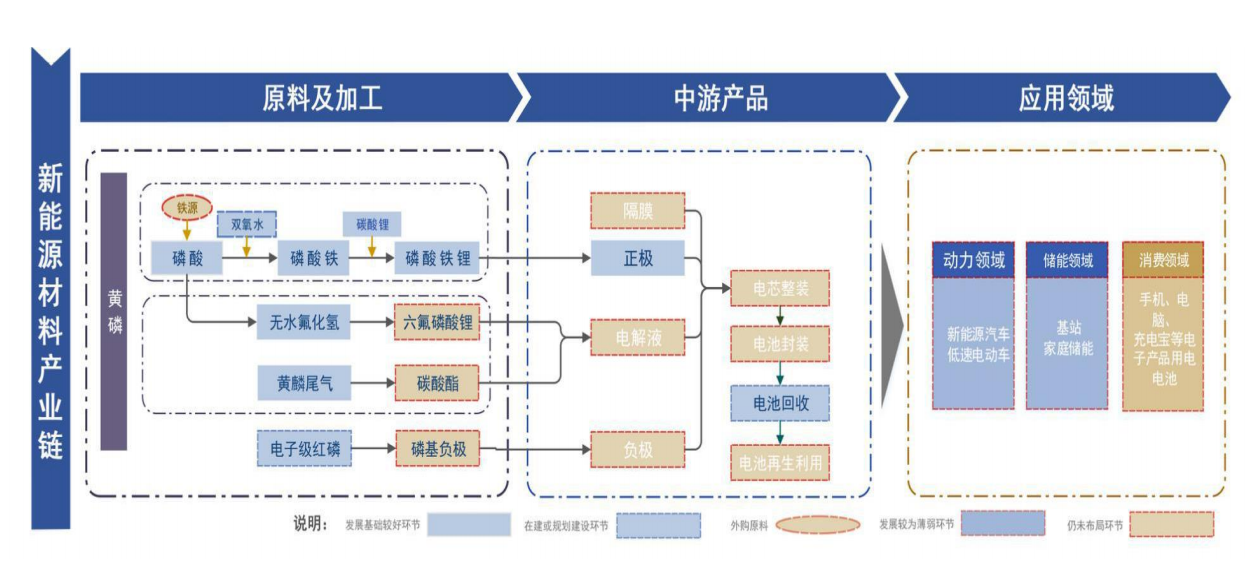 新能源材料产业链
原料及加工
中游产品
应用领域
黄磷
铁源
双氧水
碳酸锂
磷酸
磷酸铁
磷酸铁锂
无水氟化氢
六氟磷酸锂
黄麟尾气
碳酸酯
电子级红磷
磷基负极
隔膜
正极
电解液
负极
电芯整装
电池封装
电池回收
电池再生利用
动力领域
新能源汽车
低速电动车
储能领域
基站
家庭储能
消费领域
手机、电
脑、
充电宝等电
子产品用电
电池
说明：
发展基础较好环节
在建或规划建设环节
外购原料
发展较为薄弱环节
仍未布局环节